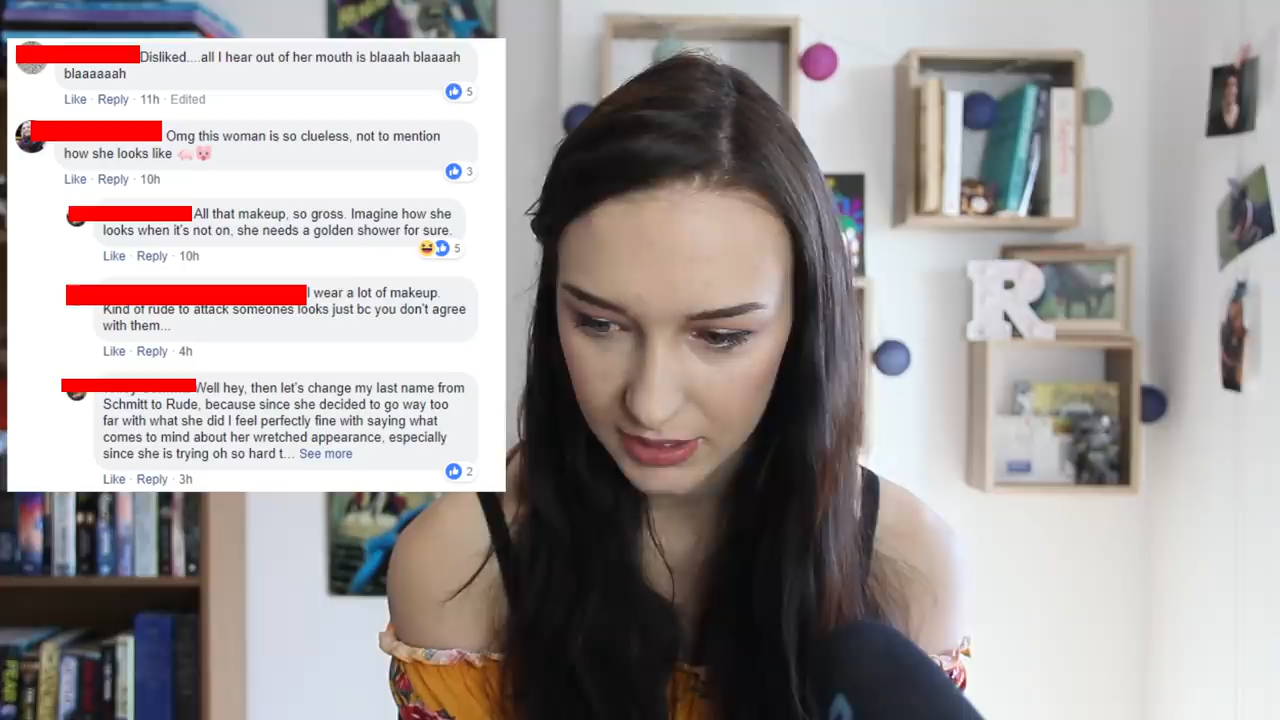 Disliked....all I hear out of her mouth is blaaah blaaaah
blaaaaaah
Like · Reply · 11h · Edited
5
Omg this woman is so clueless, not to mention
how she looks like 🐖🐷
Like · Reply · 10h
3
All that makeup, so gross. Imagine how she
looks when it's not on, she needs a golden shower for sure.
5
Like · Reply · 10h
I wear a lot of makeup.
Kind of rude to attack someones looks just bc you don't agree
with them...
Like · Reply · 4h
Well hey, then let's change my last name from
Schmitt to Rude, because since she decided to go way too
far with what she did I feel perfectly fine with saying what
comes to mind about her wretched appearance, especially
since she is trying oh so hard t... See more
2
Like · Reply · 3h
R